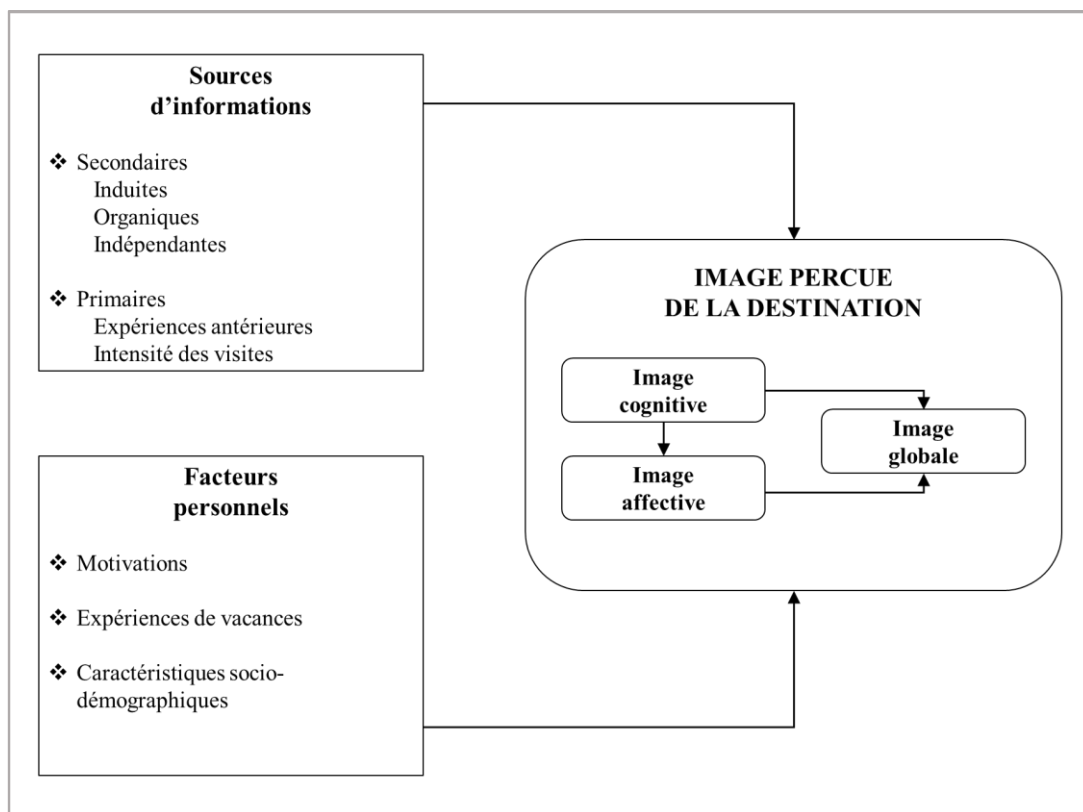 Sources
d’informations
❖ Secondaires
Induites
Organiques
Indépendantes
❖ Primaires
Expériences antérieures
Intensité des visites
Facteurs
personnels
❖ Motivations
❖ Expériences de vacances
❖ Caractéristiques socio-
démographiques
IMAGE PERCUE
DE LA DESTINATION
Image
cognitive
Image
affective
Image
globale